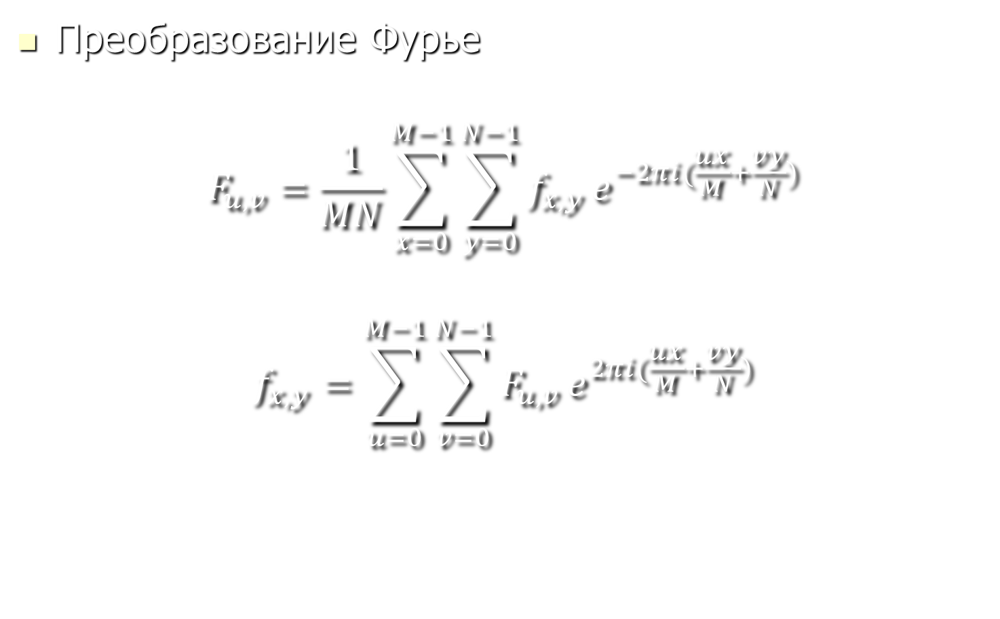 Преобразование Фурье
F_{u,v} = \frac{1}{MN} \sum_{x=0}^{M-1} \sum_{y=0}^{N-1} f_{x,y} e^{-2\pi i(\frac{ux}{M}+\frac{vy}{N})}
f_{x,y} = \sum_{u=0}^{M-1} \sum_{v=0}^{N-1} F_{u,v} e^{2\pi i(\frac{ux}{M}+\frac{vy}{N})}